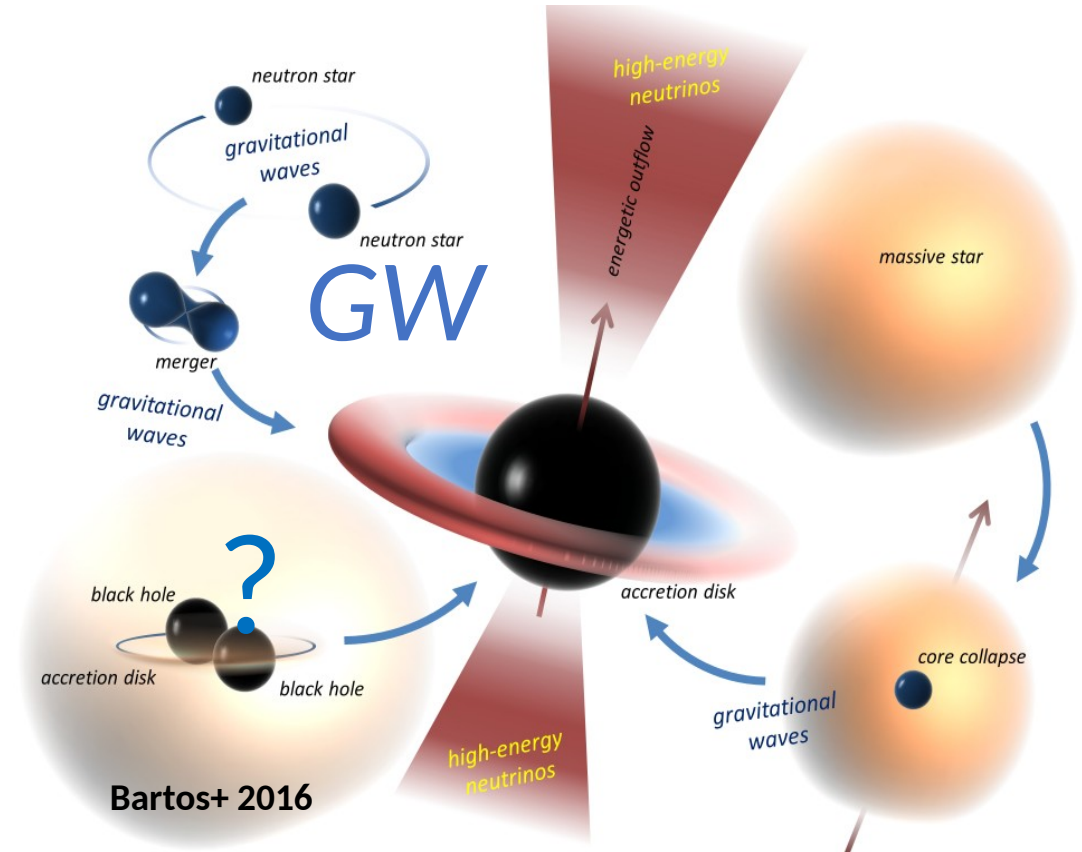 neutron star
gravitational
waves
neutron star
GW
merger
gravitational
waves
high-energy
neutrinos
energetic outflow
massive star
?
black hole
accretion disk
black hole
accretion disk
core collapse
gravitational
waves
high-energy
neutrinos
Bartos+ 2016